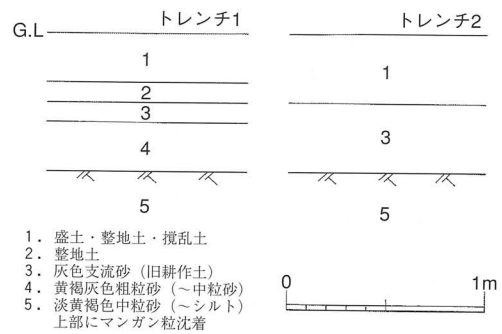 トレンチ1
トレンチ2
G.L
1
2
3
4
5
1
3
5
1. 盛土・整地土・撹乱土
2. 整地土
3. 灰色支流砂（旧耕作土）
4. 黄褐灰色粗粒砂（～中粒砂）
5. 淡黄褐色中粒砂（～シルト）
上部にマンガン粒沈着
0
1m